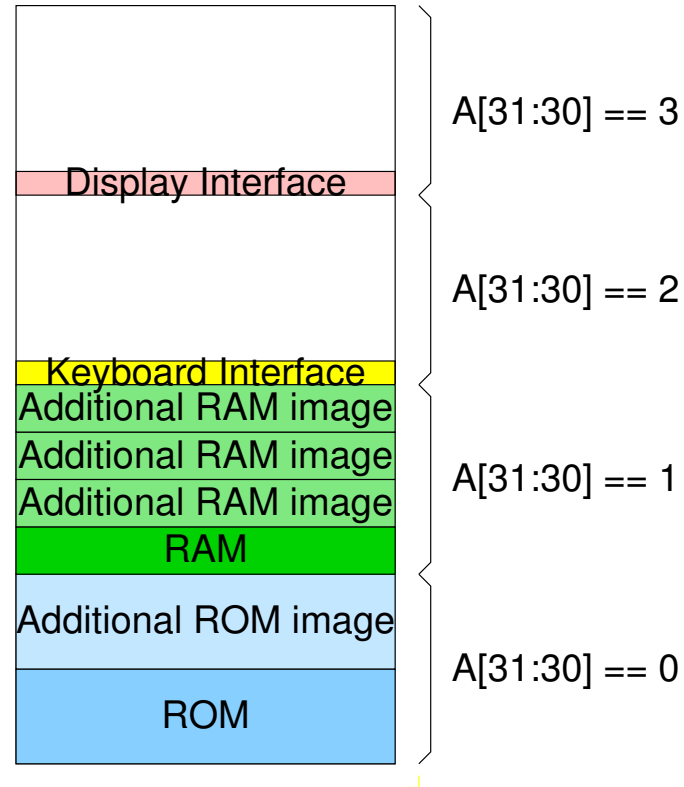 A[31:30] == 3
Display Interface
A[31:30] == 2
Keyboard Interface
Additional RAM image
Additional RAM image
A[31:30] == 1
Additional RAM image
RAM
Additional ROM image
A[31:30] == 0
ROM